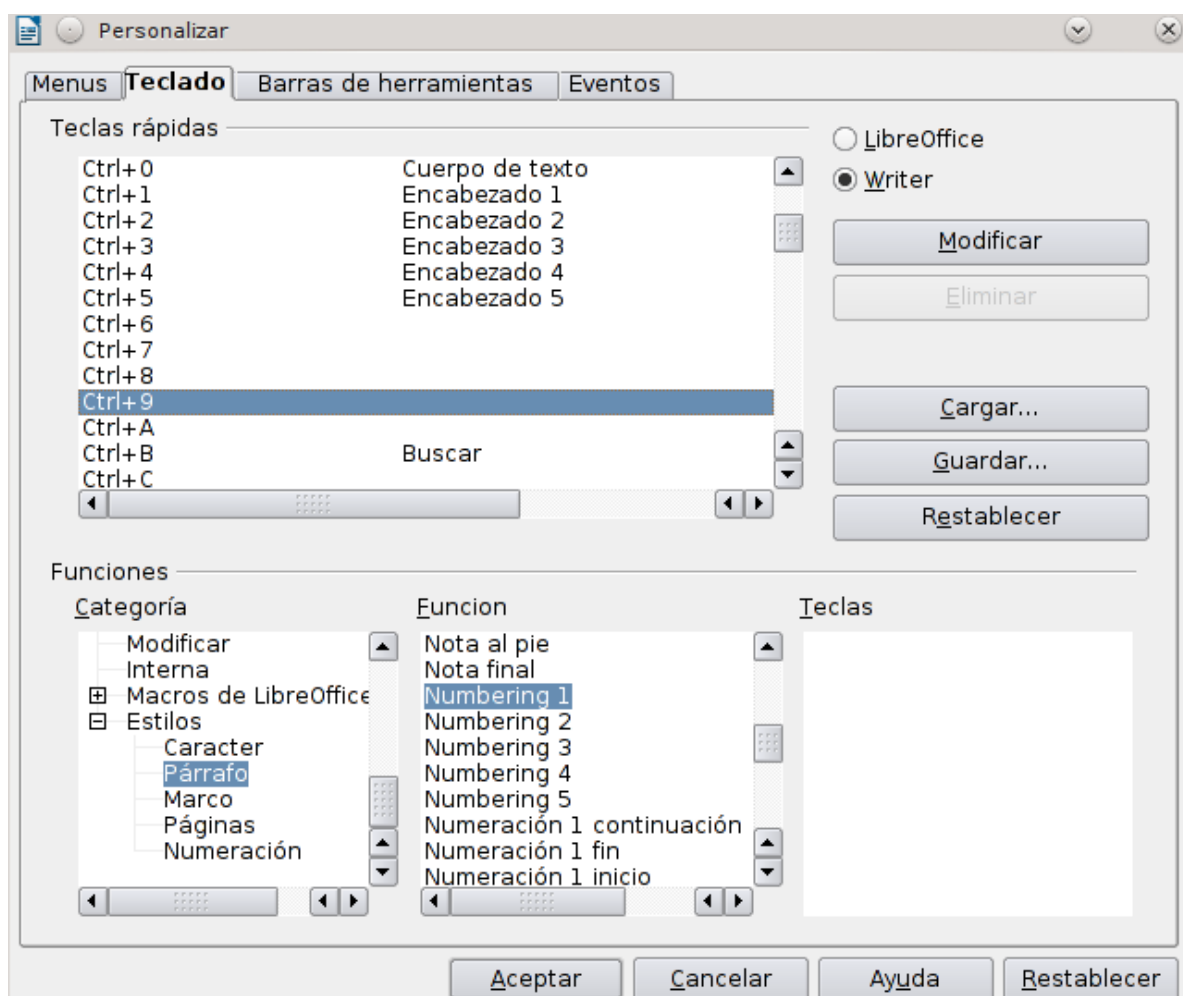 Personalizar
Menus Teclado Barras de herramientas Eventos
Teclas rápidas
Ctrl+0 Cuerpo de texto
Ctrl+1 Encabezado 1
Ctrl+2 Encabezado 2
Ctrl+3 Encabezado 3
Ctrl+4 Encabezado 4
Ctrl+5 Encabezado 5
Ctrl+6
Ctrl+7
Ctrl+8
Ctrl+9
Ctrl+A
Ctrl+B Buscar
Ctrl+C
LibreOffice
Writer
Modificar
Eliminar
Cargar...
Guardar...
Restablecer
Funciones
Categoría
Modificar
Interna
Macros de LibreOffice
Estilos
Caracter
Párrafo
Marco
Páginas
Numeración
Funcion
Nota al pie
Nota final
Numbering 1
Numbering 2
Numbering 3
Numbering 4
Numbering 5
Numeración 1 continuación
Numeración 1 fin
Numeración 1 inicio
Teclas
Aceptar Cancelar Ayuda Restablecer